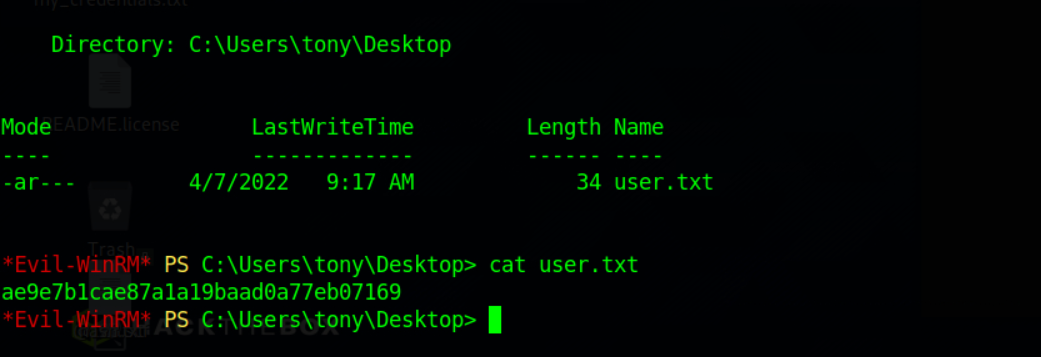 my_credentials.txt
Directory: C:\Users\tony\Desktop
README.license
Mode LastWriteTime Length Name
---- ------------- ------ ----
-ar--- 4/7/2022 9:17 AM 34 user.txt
Trash
*Evil-WinRM* PS C:\Users\tony\Desktop> cat user.txt
ae9e7b1cae87a1a19baad0a77eb07169
*Evil-WinRM* PS C:\Users\tony\Desktop>
HACKTHEBOX